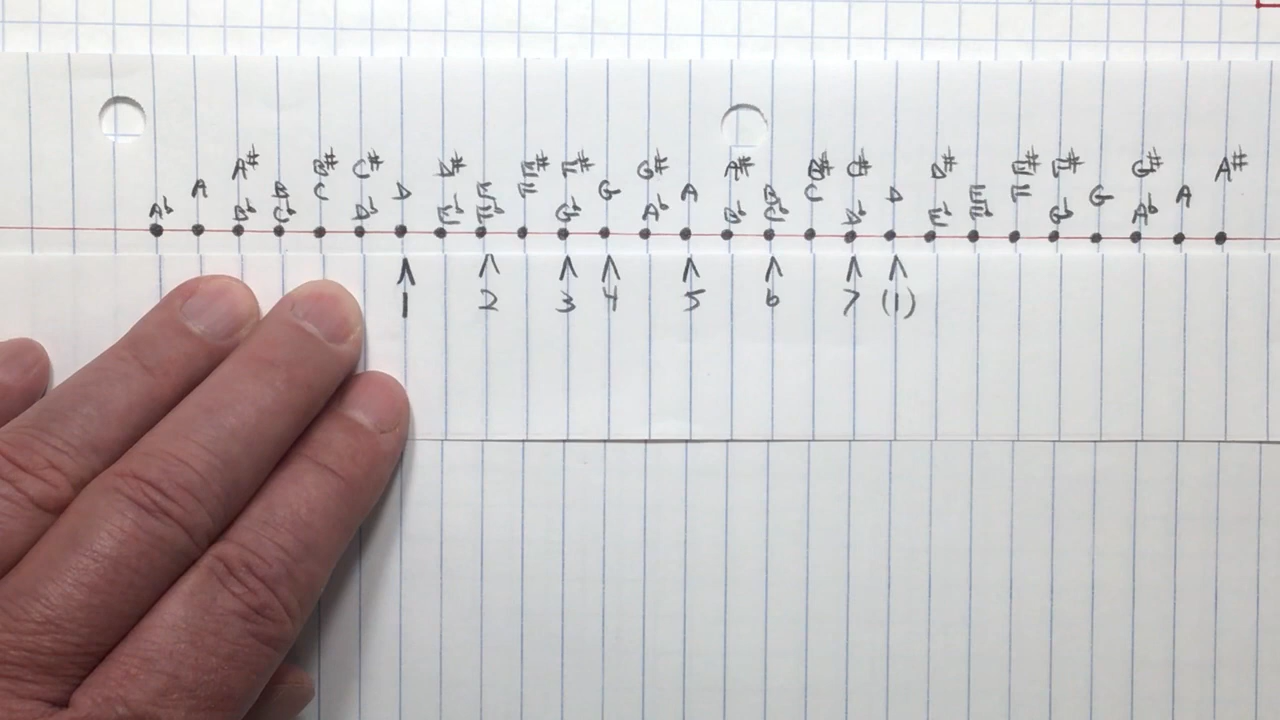 A# B# C# D# E# F# G# A# B# C# D# E# F# G# A#
A B C D E F G A B C D E F G A
A♭ B♭ C♭ D♭ E♭ F♭ G♭ A♭ B♭ C♭ D♭ E♭ F♭ G♭ A♭
1 2 3 4 5 6 7 (1)